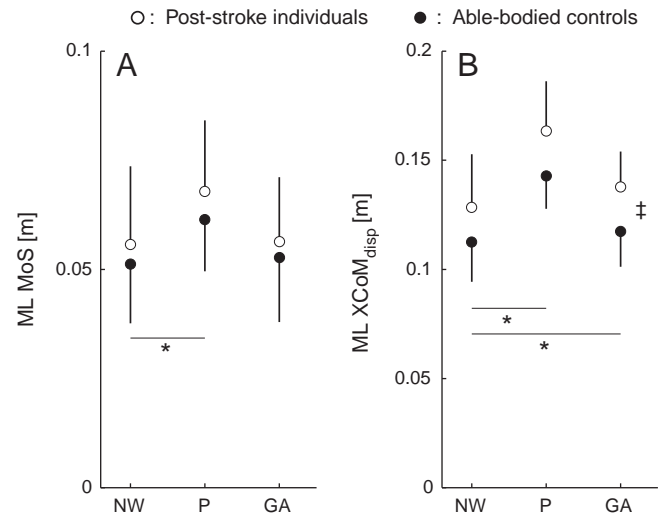 ○ : Post-stroke individuals ● : Able-bodied controls
A
ML MoS [m]
0.1
0.05
0
*
NW P GA
B
ML XCoM_disp [m]
0.2
0.15
0.1
0.05
0
‡
*
*
NW P GA